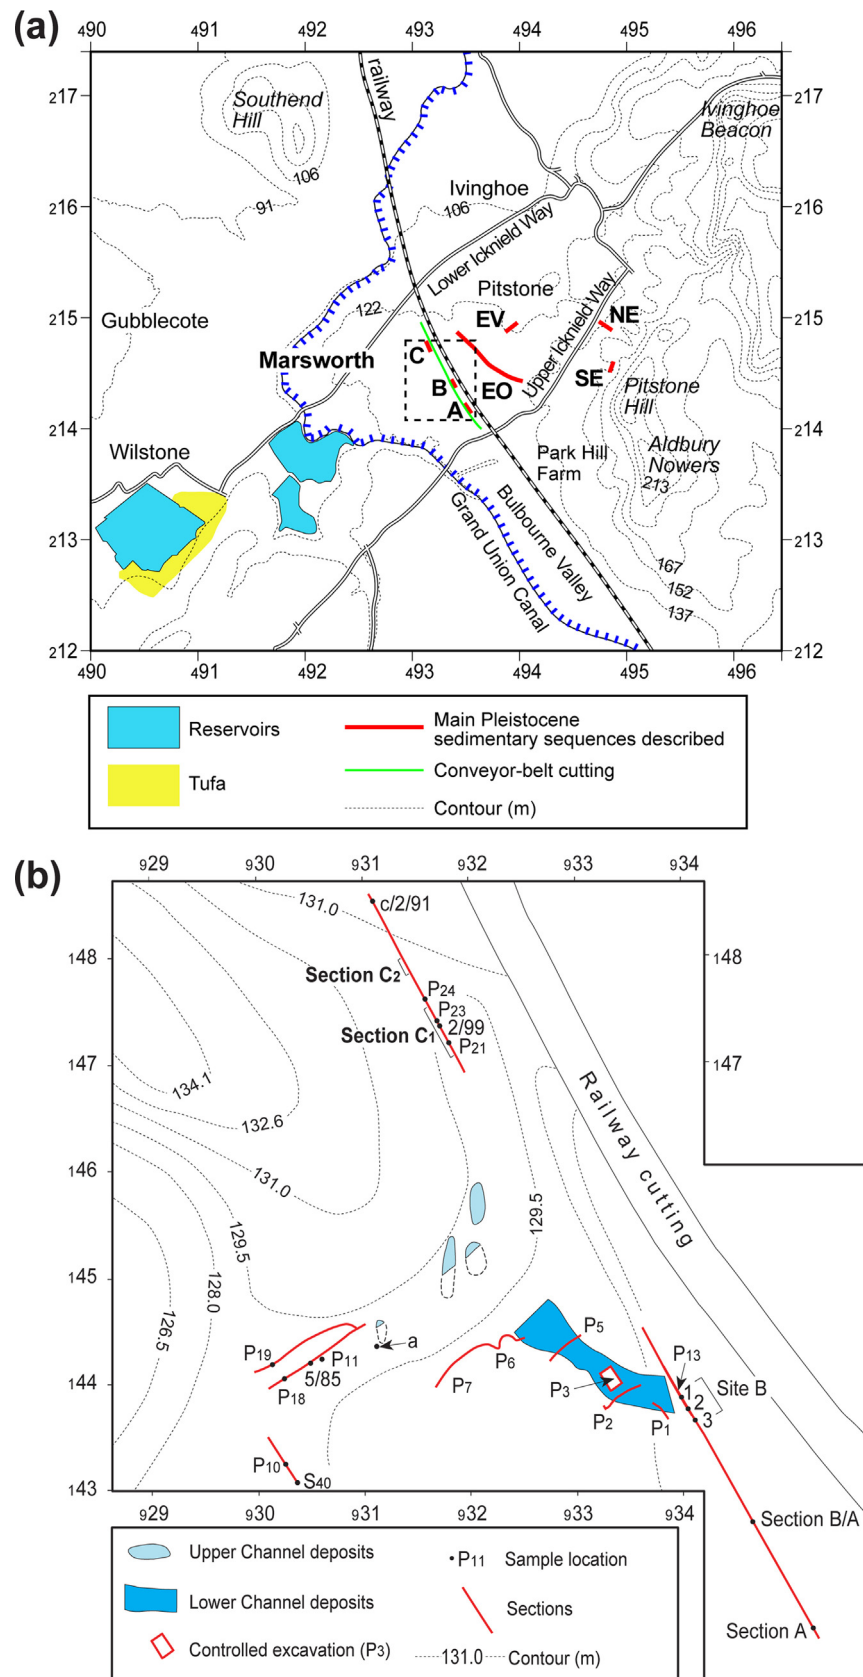 (a)
490 491 492 493 494 495 496
217 217
railway
Southend
Hill
Ivinghoe
Beacon
106
91
Ivinghoe
106
216 216
Lower Icknield Way
Pitstone
122
215 215
Gubblecote
EV
NE
Upper Icknield Way
Marsworth
C
SE
B
EO
A
Pitstone
Hill
214 214
Wilstone
Park Hill
Farm
Aldbury
Nowers
213
Bulbourne Valley
Grand Union Canal
213 213
167
152
137
212 212
490 491 492 493 494 495 496
Reservoirs
Main Pleistocene
sedimentary sequences described
Tufa
Conveyor-belt cutting
Contour (m)
(b)
929 930 931 932 933 934
131.0
c/2/91
148 148
Section C2
P24
P23
2/99
Section C1
P21
147 147
134.1
Railway cutting
132.6
146
131.0
129.5
129.5
145
128.0
126.5
P5
a
P19
P11
P6
P13
5/85
Site B
144
P18
P7
P3
1
2
P2
P1
3
P10
S40
143
929 930 931 932 933 934
Section B/A
Upper Channel deposits
P11 Sample location
Lower Channel deposits
Sections
Section A
Controlled excavation (P3)
131.0 Contour (m)